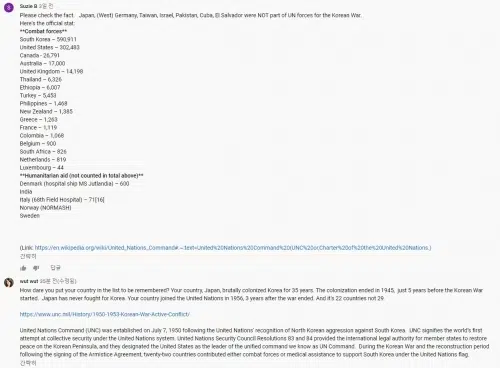 S
Suzie B 3일 전
Please check the fact. Japan, (West) Germany, Taiwan, Israel, Pakistan, Cuba, El Salvador were NOT part of UN forces for the Korean War.
Here's the official stat:
**Combat forces**
South Korea – 590,911
United States – 302,483
Canada - 26,791
Australia – 17,000
United Kingdom – 14,198
Thailand – 6,326
Ethiopia – 6,007
Turkey – 5,453
Philippines – 1,468
New Zealand – 1,385
Greece – 1,263
France – 1,119
Colombia – 1,068
Belgium – 900
South Africa – 826
Netherlands – 819
Luxembourg – 44
**Humanitarian aid (not counted in total above)**
Denmark (hospital ship MS Jutlandia) – 600
India
Italy (68th Field Hospital) – 71[16]
Norway (NORMASH)
Sweden
(Link: https://en.wikipedia.org/wiki/United_Nations_Command#:~:text=United%20Nations%20Command%20(UNC%20or,Charter%20of%20the%20United%20Nations.)
간략히
답글
wut wut 35분 전(수정됨)
How dare you put your country in the list to be remembered? Your country, Japan, brutally colonized Korea for 35 years. The colonization ended in 1945, just 5 years before the Korean War
started. Japan has never fought for Korea. Your country joined the United Nations in 1956, 3 years after the war ended. And it's 22 countries not 29.
https://www.unc.mil/History/1950-1953-Korean-War-Active-Conflict/
United Nations Command (UNC) was established on July 7, 1950 following the United Nations' recognition of North Korean aggression against South Korea. UNC signifies the world's first
attempt at collective security under the United Nations system. United Nations Security Council Resolutions 83 and 84 provided the international legal authority for member states to restore
peace on the Korean Peninsula, and they designated the United States as the leader of the unified command we know as UN Command. During the Korean War and the reconstruction period
following the signing of the Armistice Agreement, twenty-two countries contributed either combat forces or medical assistance to support South Korea under the United Nations flag.
간략히